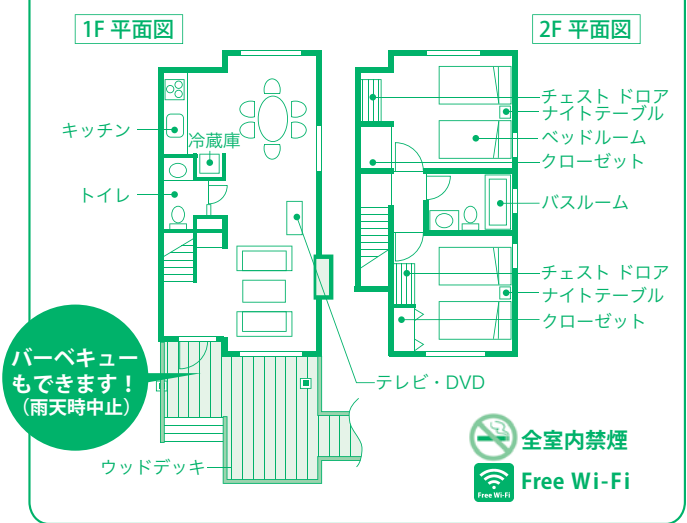 1F 平面図
2F 平面図
キッチン
冷蔵庫
トイレ
チェスト ドロア
ナイトテーブル
ベッドルーム
クローゼット
バスルーム
チェスト ドロア
ナイトテーブル
クローゼット
バーベキュー
もできます！
（雨天時中止）
テレビ・DVD
ウッドデッキ
全室内禁煙
Free Wi-Fi
Free Wi-Fi